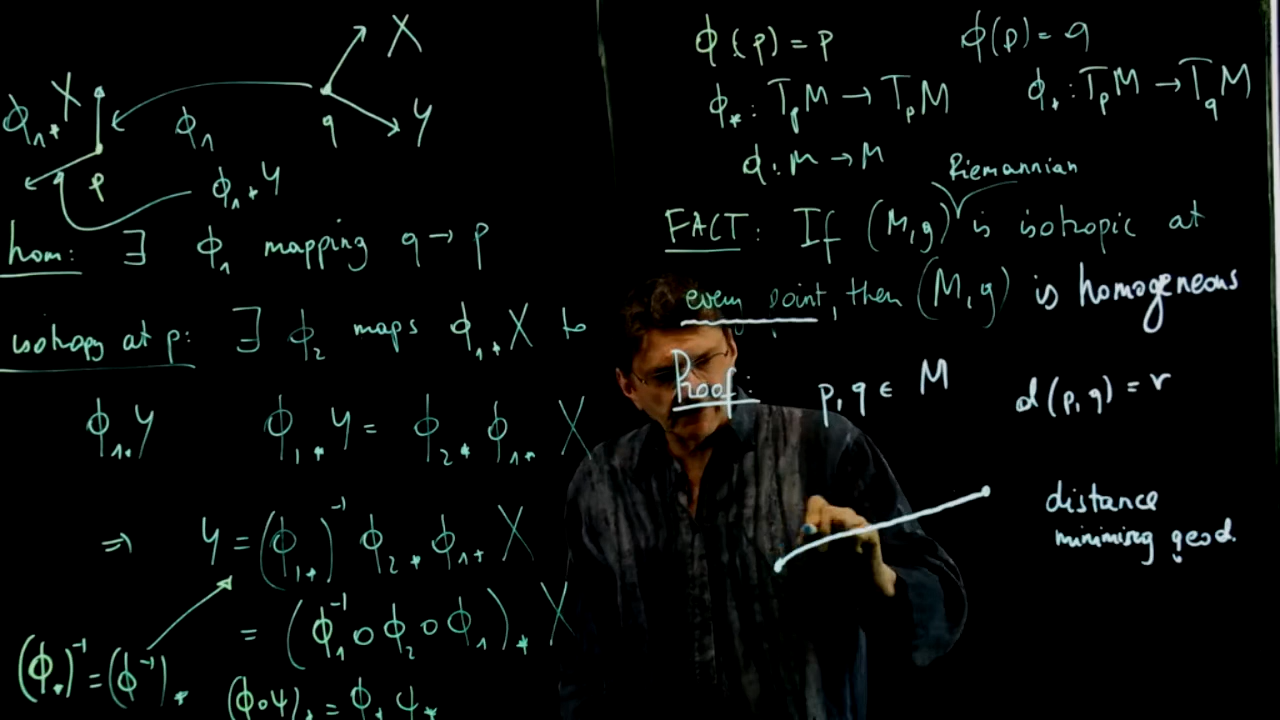 X
ϕ₁⁎ X
ϕ₁
q
Y
p
ϕ₁⁎ Y
hom: ∃ ϕ₁ mapping q → p
isotropy at p: ∃ ϕ₂ maps ϕ₁⁎ X to
ϕ₁⁎ Y ϕ₁⁎ Y = ϕ₂⁎ ϕ₁⁎ X
⇒ Y = (ϕ₁⁎)⁻¹ ϕ₂⁎ ϕ₁⁎ X
= (ϕ₁⁻¹ ∘ ϕ₂ ∘ ϕ₁)⁎ X
(ϕ⁎)⁻¹ = (ϕ⁻¹)⁎
(ϕ∘ψ)⁎ = ϕ⁎ ψ⁎
ϕ(p) = p ϕ(p) = q
ϕ⁎ : TₚM → TₚM ϕ⁎ : TₚM → T_qM
ϕ : M → M
Riemannian
FACT: If (M, g) is isotropic at
every point, then (M, g) is homogeneous
Proof: p, q ∈ M d(p, q) = r
distance
minimising geod.